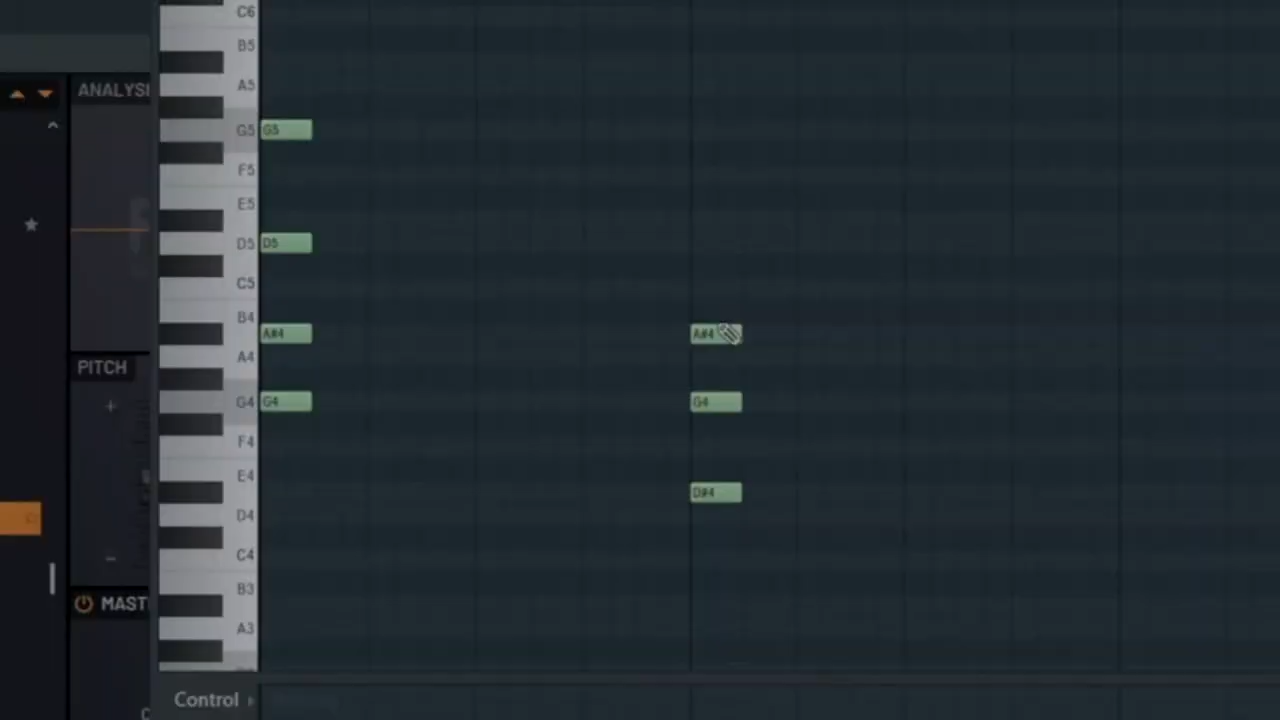 C6
B5
ANALYSI
A5
G5 G5
F5
E5
D5 D5
C5
B4
A#4 A#4
A4
PITCH
G4 G4 G4
F4
E4
D#4
D4
C4
B3
MAST
A3
Control